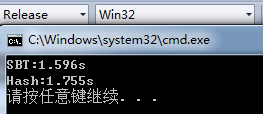 Release Win32
C:\Windows\system32\cmd.exe
SBT:1.596s
Hash:1.755s
请按任意键继续. . .